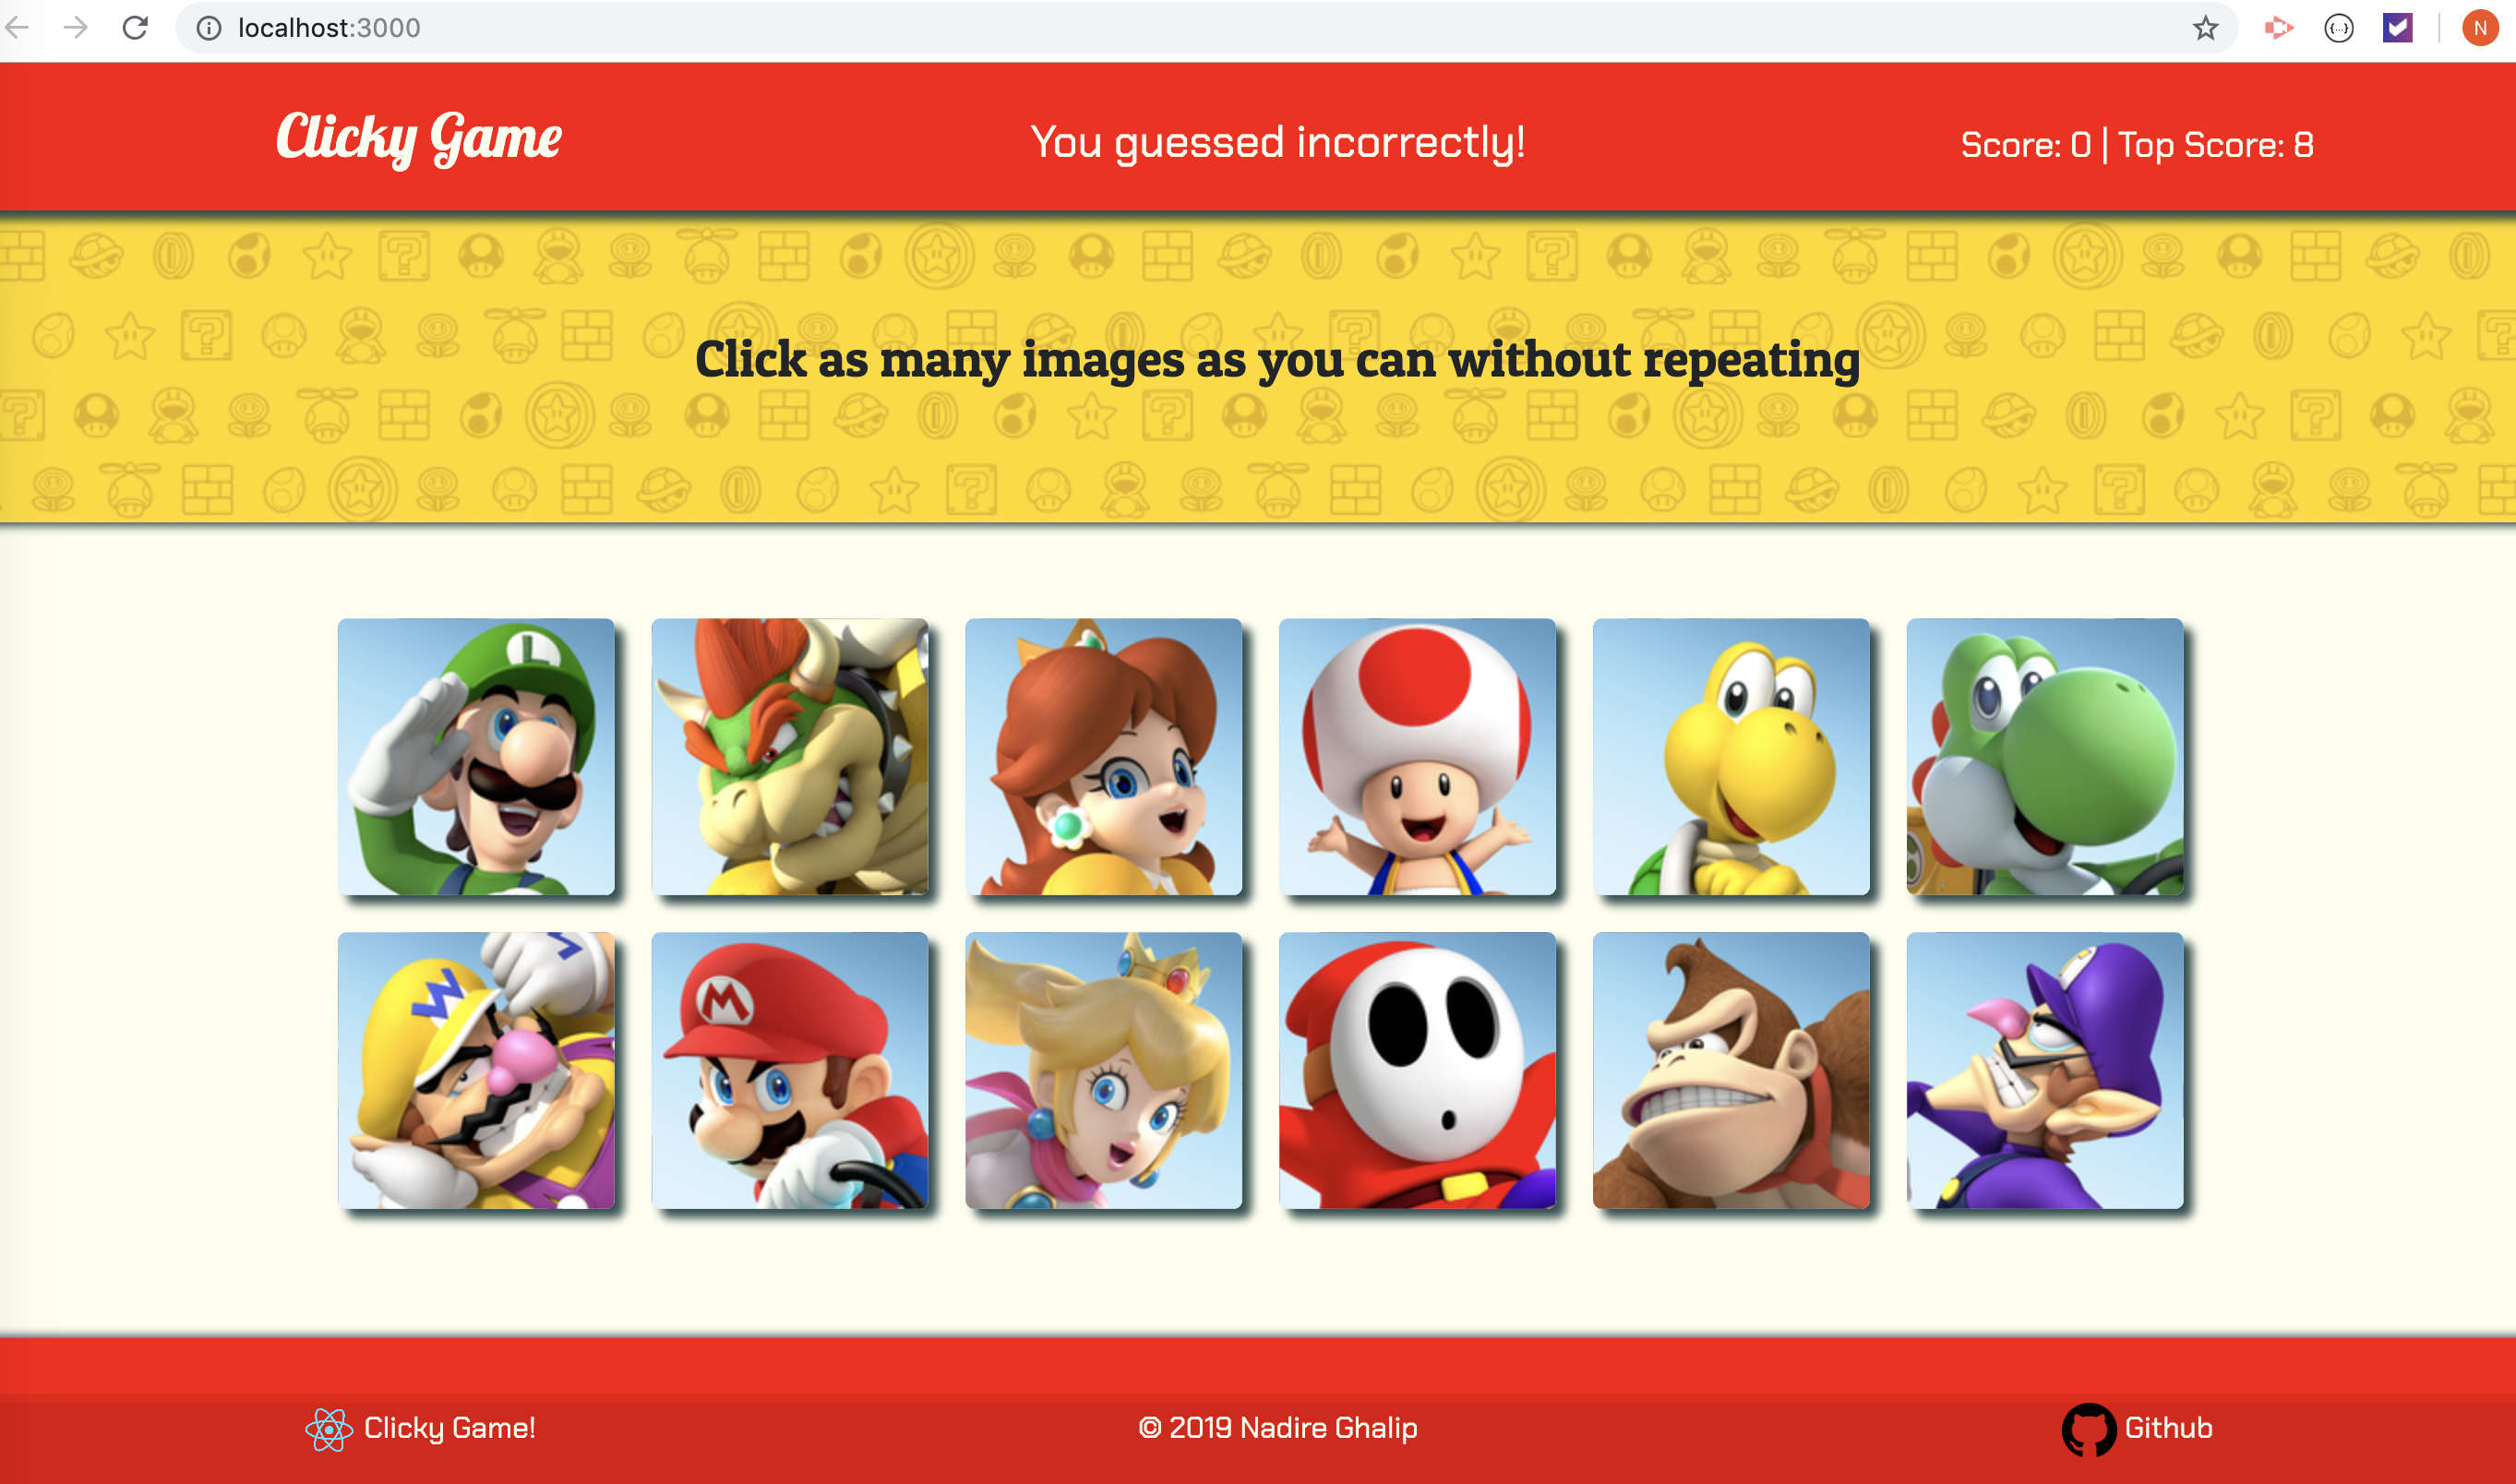 localhost:3000
N
Clicky Game
You guessed incorrectly!
Score: 0 | Top Score: 8
Click as many images as you can without repeating
L
W
M
Clicky Game!
© 2019 Nadire Ghalip
Github